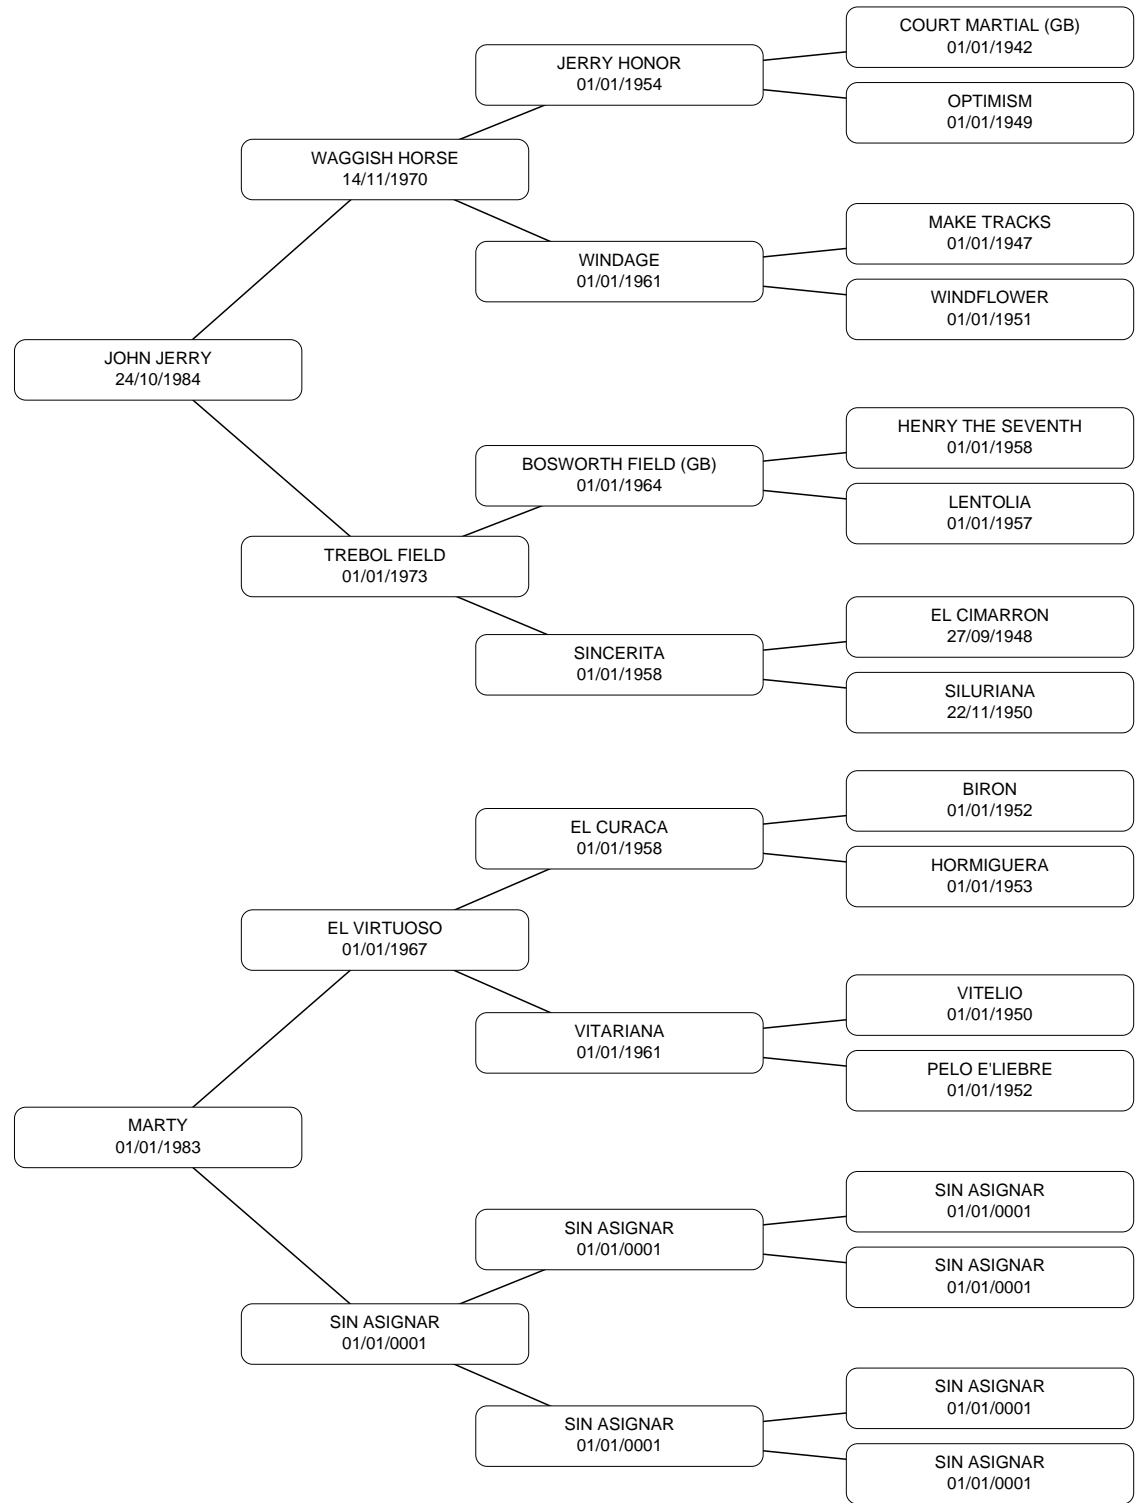 COURT MARTIAL (GB)
01/01/1942
JERRY HONOR
01/01/1954
OPTIMISM
01/01/1949
WAGGISH HORSE
14/11/1970
MAKE TRACKS
01/01/1947
WINDAGE
01/01/1961
WINDFLOWER
01/01/1951
JOHN JERRY
24/10/1984
HENRY THE SEVENTH
01/01/1958
BOSWORTH FIELD (GB)
01/01/1964
LENTOLIA
01/01/1957
TREBOL FIELD
01/01/1973
EL CIMARRON
27/09/1948
SINCERITA
01/01/1958
SILURIANA
22/11/1950
BIRON
01/01/1952
EL CURACA
01/01/1958
HORMIGUERA
01/01/1953
EL VIRTUOSO
01/01/1967
VITELIO
01/01/1950
VITARIANA
01/01/1961
PELO E'LIEBRE
01/01/1952
MARTY
01/01/1983
SIN ASIGNAR
01/01/0001
SIN ASIGNAR
01/01/0001
SIN ASIGNAR
01/01/0001
SIN ASIGNAR
01/01/0001
SIN ASIGNAR
01/01/0001
SIN ASIGNAR
01/01/0001
SIN ASIGNAR
01/01/0001